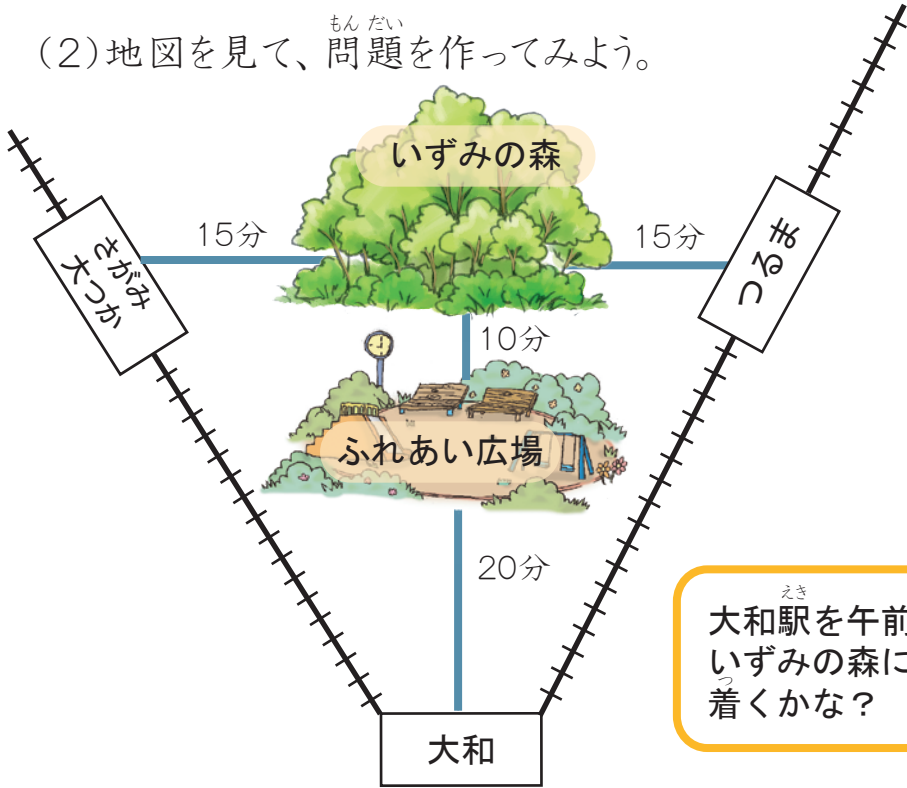 (2)地図を見て、問題を作ってみよう。
もんだい
いずみの森
15分
15分
さがみ
大つか
つるま
10分
ふれあい広場
20分
えき
大和駅を午前
いずみの森に
っ
着くかな?
大和